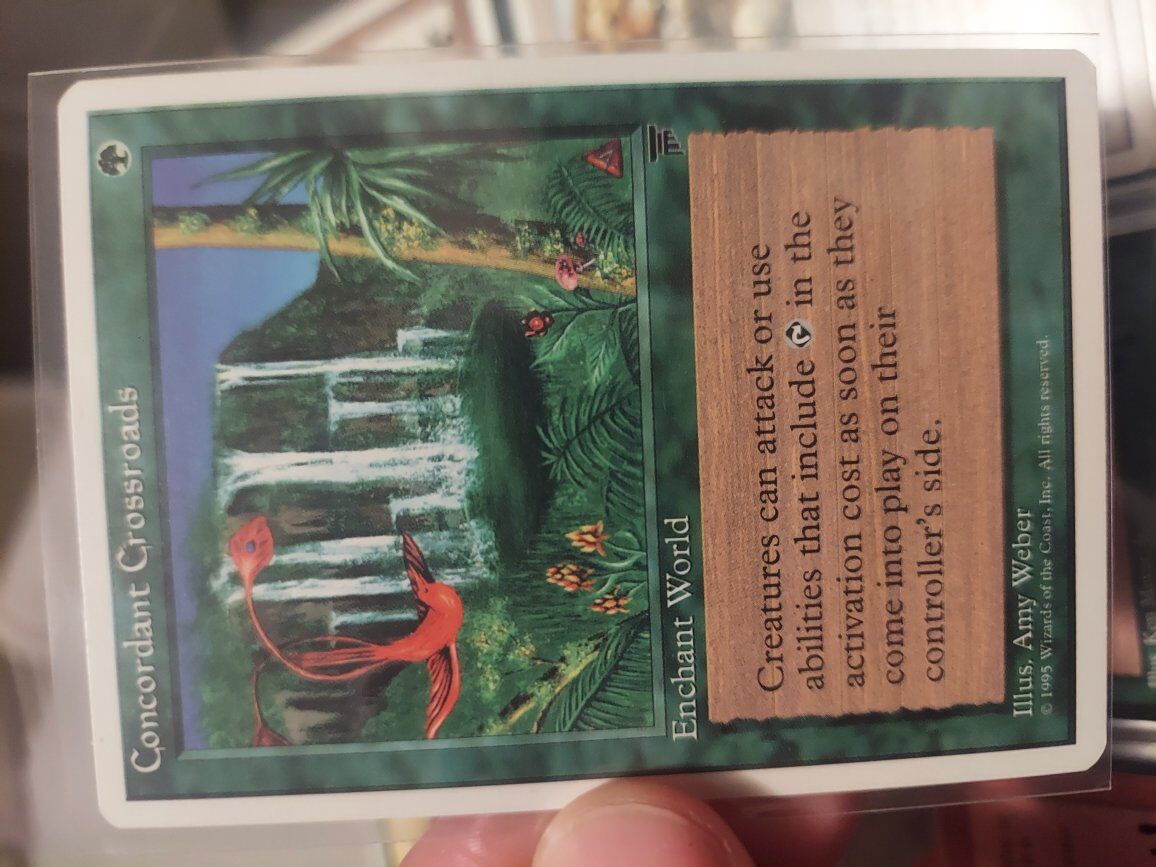 Concordant Crossroads
Enchant World
Creatures can attack or use
abilities that include in the
activation cost as soon as they
come into play on their
controller's side.
Illus. Amy Weber
© 1995 Wizards of the Coast, Inc. All rights reserved.